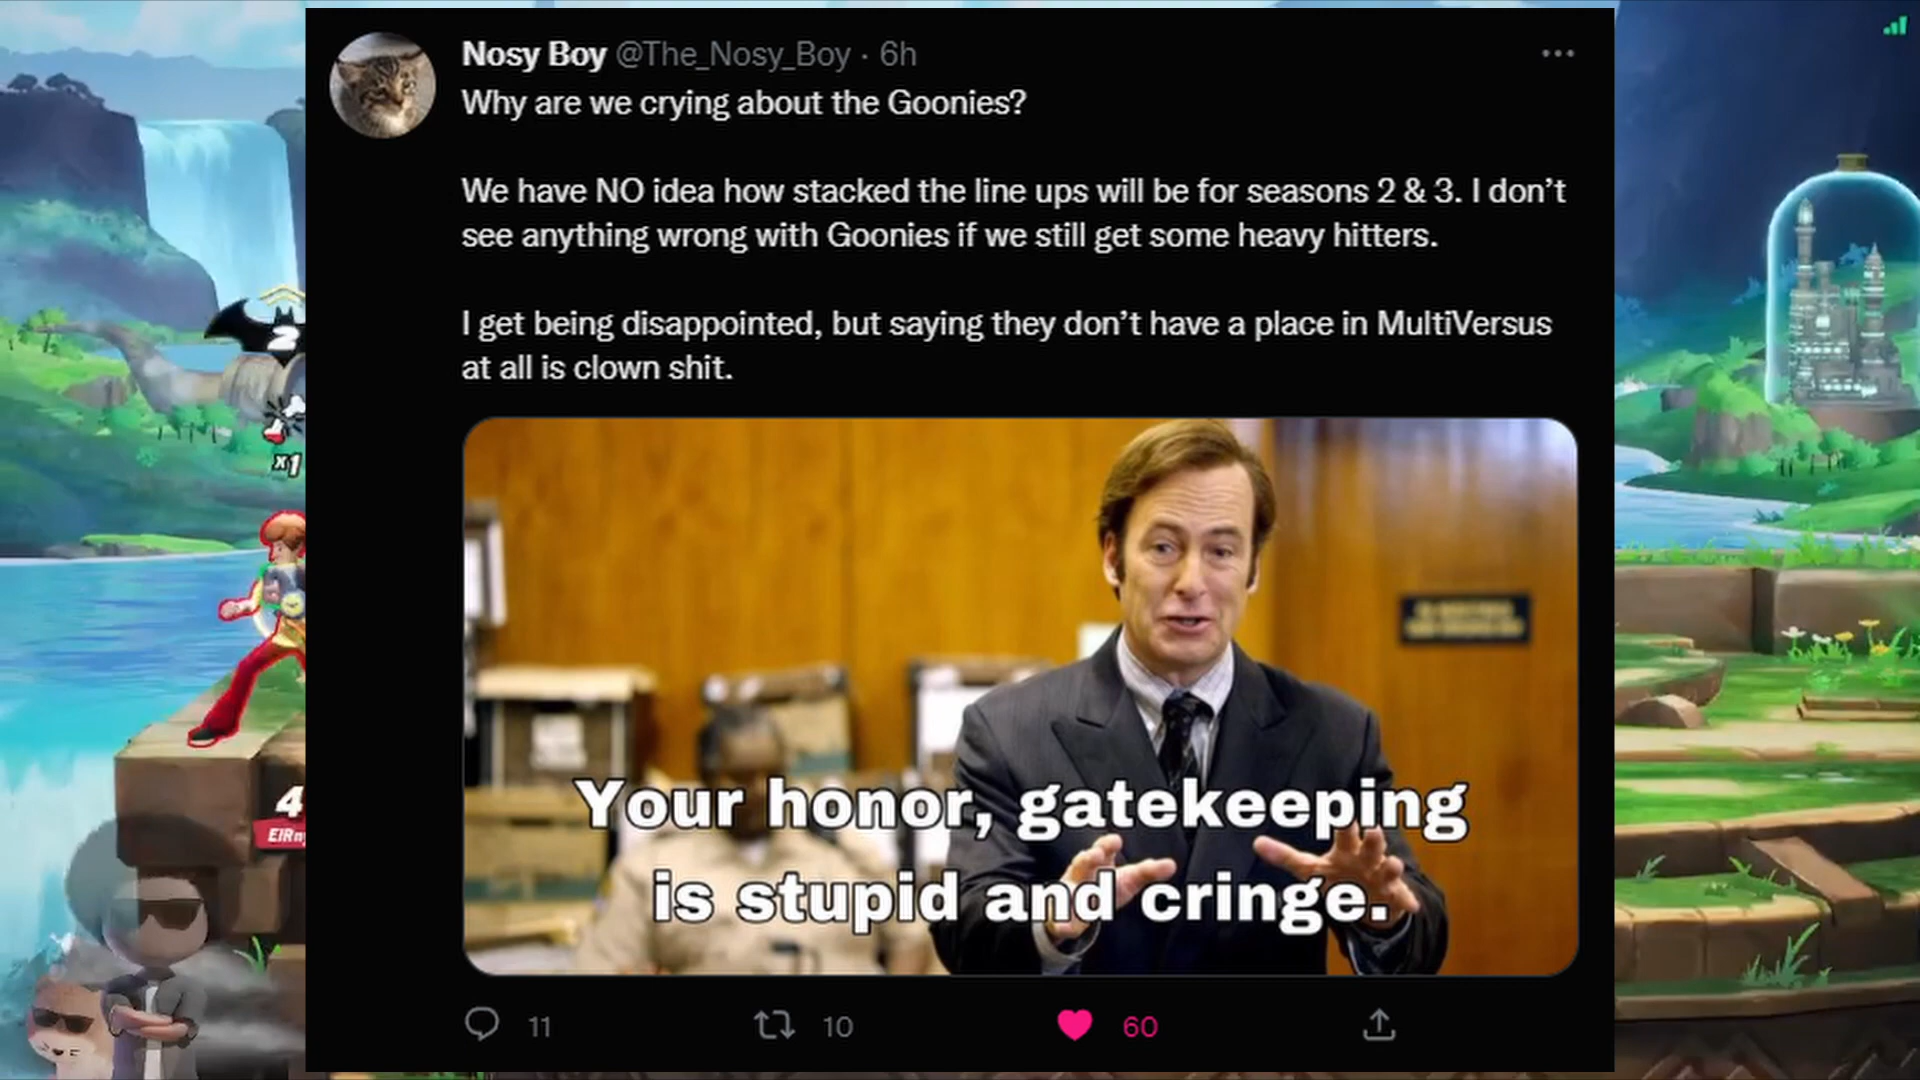 Nosy Boy @The_Nosy_Boy · 6h
Why are we crying about the Goonies?
We have NO idea how stacked the line ups will be for seasons 2 & 3. I don’t
see anything wrong with Goonies if we still get some heavy hitters.
I get being disappointed, but saying they don’t have a place in MultiVersus
at all is clown shit.
Your honor, gatekeeping
is stupid and cringe.
11 10 60
2
x1
4